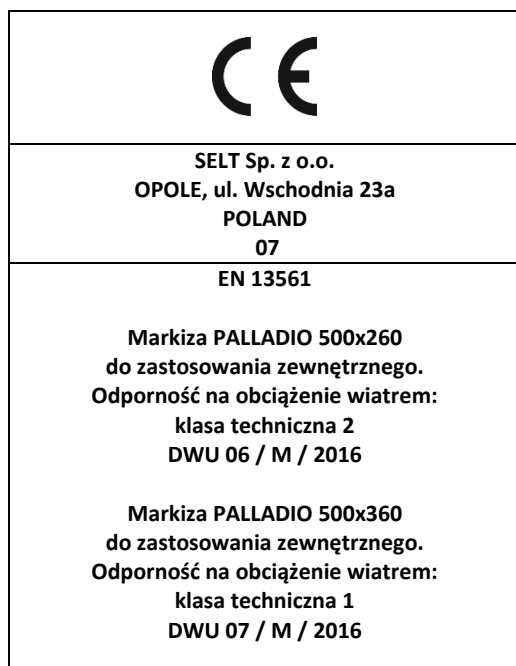 CE
SELT Sp. z o.o.
OPOLE, ul. Wschodnia 23a
POLAND
07
EN 13561
Markiza PALLADIO 500x260
do zastosowania zewnętrznego.
Odporność na obciążenie wiatrem:
klasa techniczna 2
DWU 06 / M / 2016
Markiza PALLADIO 500x360
do zastosowania zewnętrznego.
Odporność na obciążenie wiatrem:
klasa techniczna 1
DWU 07 / M / 2016